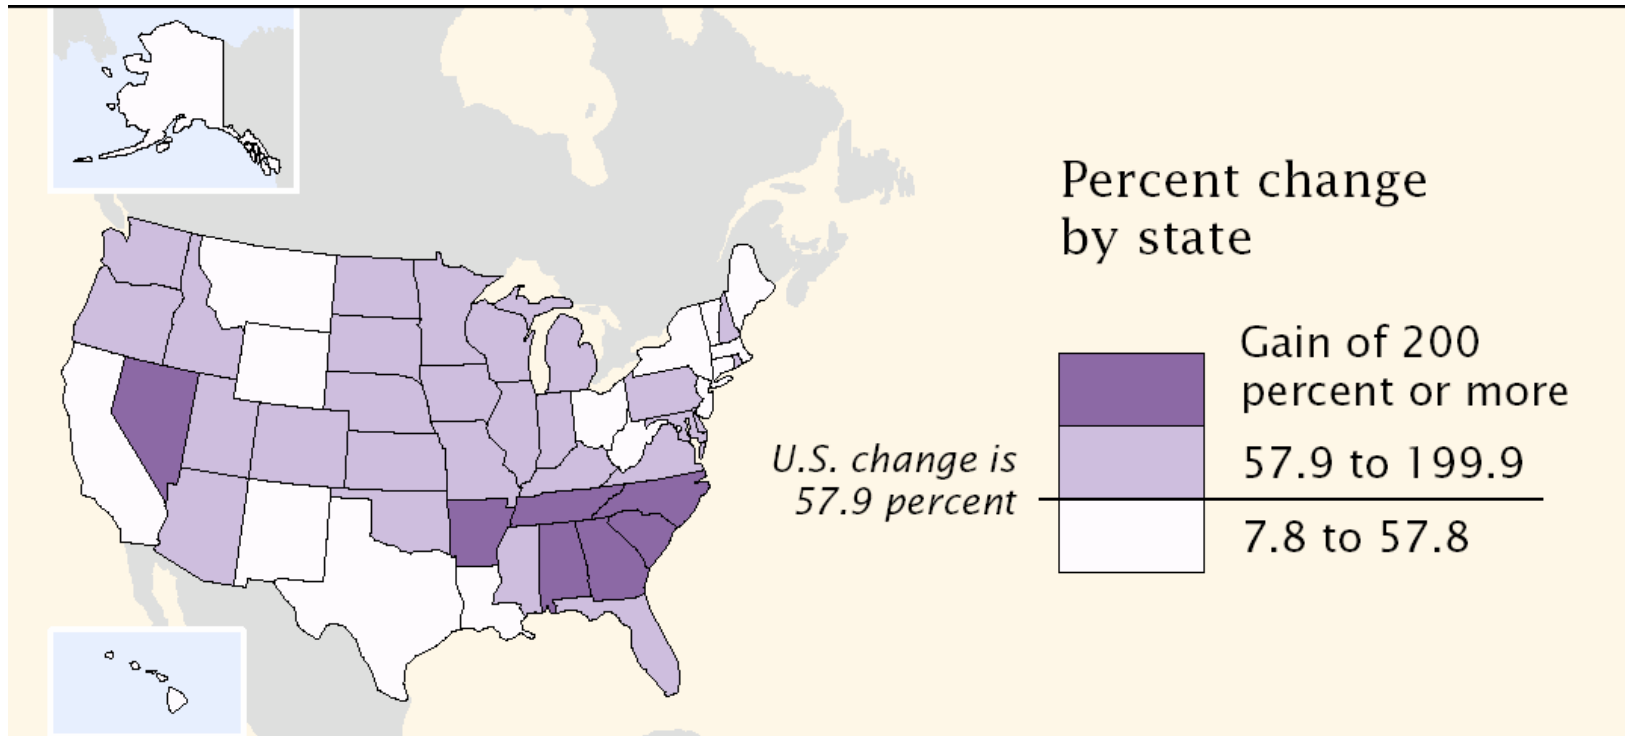 Percent change
by state
Gain of 200
percent or more
57.9 to 199.9
U.S. change is
57.9 percent
7.8 to 57.8